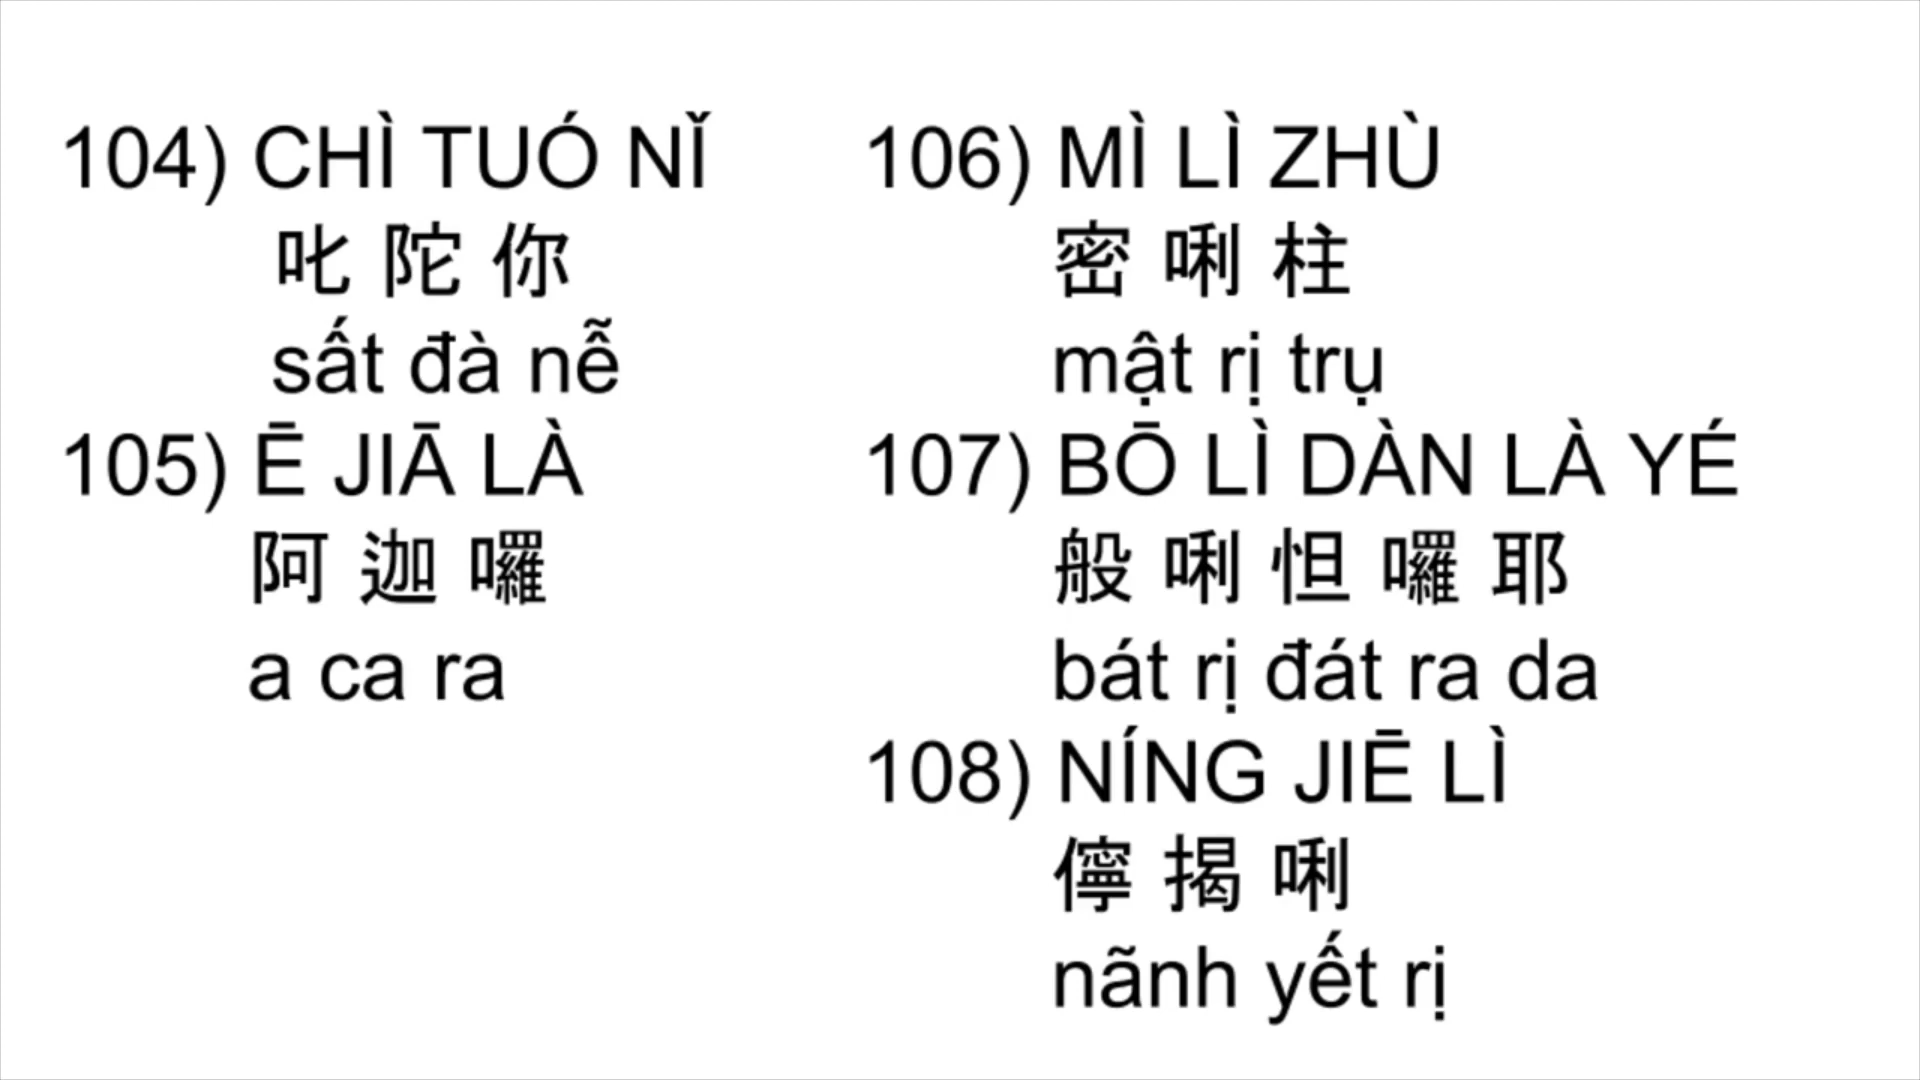 104) CHÌ TUÓ NǏ
叱 陀 你
sất đà nễ
105) Ē JIĀ LÀ
阿 迦 囉
a ca ra
106) MÌ LÌ ZHÙ
密 唎 柱
mật rị trụ
107) BŌ LÌ DÀN LÀ YÉ
般 唎 怛 囉 耶
bát rị đát ra da
108) NÍNG JIĒ LÌ
儜 揭 唎
nãnh yết rị